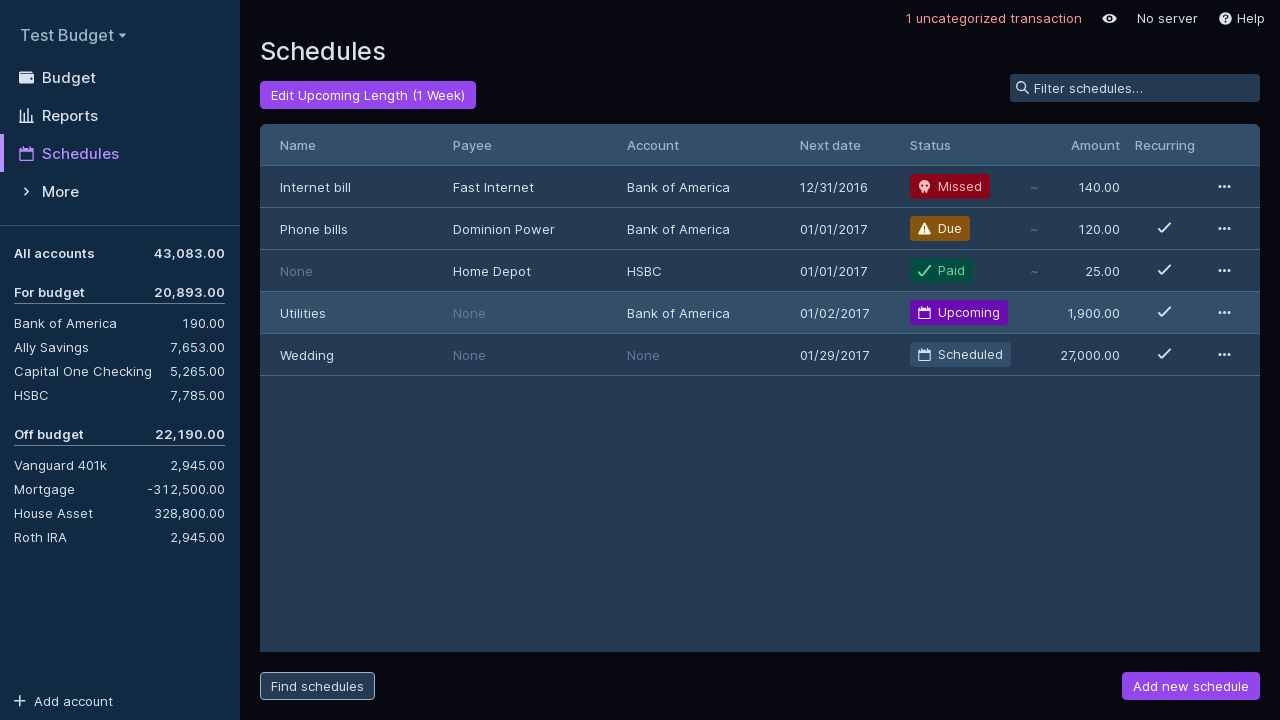 Test Budget
Budget
Reports
Schedules
More
All accounts 43,083.00
For budget 20,893.00
Bank of America 190.00
Ally Savings 7,653.00
Capital One Checking 5,265.00
HSBC 7,785.00
Off budget 22,190.00
Vanguard 401k 2,945.00
Mortgage -312,500.00
House Asset 328,800.00
Roth IRA 2,945.00
Add account
1 uncategorized transaction No server Help
Schedules
Edit Upcoming Length (1 Week)
Filter schedules...
Name Payee Account Next date Status Amount Recurring
Internet bill Fast Internet Bank of America 12/31/2016 Missed ~ 140.00
Phone bills Dominion Power Bank of America 01/01/2017 Due ~ 120.00
None Home Depot HSBC 01/01/2017 Paid ~ 25.00
Utilities None Bank of America 01/02/2017 Upcoming 1,900.00
Wedding None None 01/29/2017 Scheduled 27,000.00
Find schedules Add new schedule